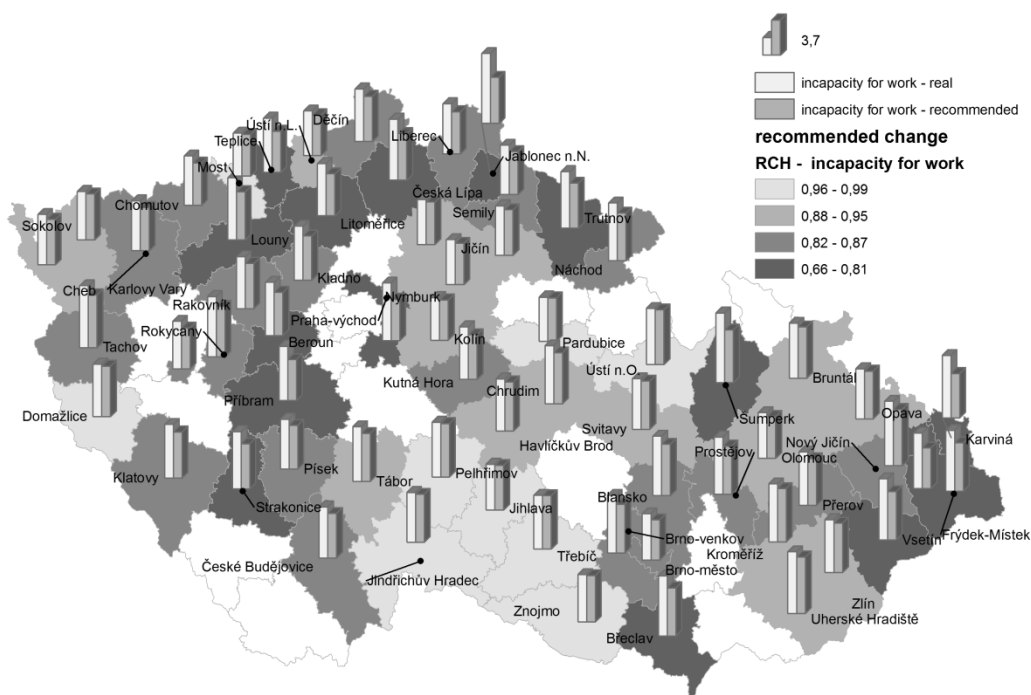 3,7
incapacity for work - real
incapacity for work - recommended
recommended change
RCH - incapacity for work
0,96 - 0,99
0,88 - 0,95
0,82 - 0,87
0,66 - 0,81
Děčín
Ústí n.L.
Teplice
Most
Liberec
Jablonec n.N.
Chomutov
Česká Lípa
Semily
Trutnov
Sokolov
Litoměřice
Louny
Jičín
Náchod
Cheb
Karlovy Vary
Kladno
Nymburk
Rakovník
Praha-východ
Rokycany
Tachov
Beroun
Kolín
Pardubice
Ústí n.O.
Kutná Hora
Chrudim
Bruntál
Domažlice
Příbram
Šumperk
Opava
Havlíčkův Brod
Svitavy
Karviná
Nový Jičín
Prostějov
Olomouc
Klatovy
Písek
Tábor
Pelhřimov
Strakonice
Jihlava
Blansko
Přerov
Vsetín
Frýdek-Místek
Brno-venkov
Kroměříž
Třebíč
Brno-město
České Budějovice
Jindřichův Hradec
Zlín
Znojmo
Uherské Hradiště
Břeclav